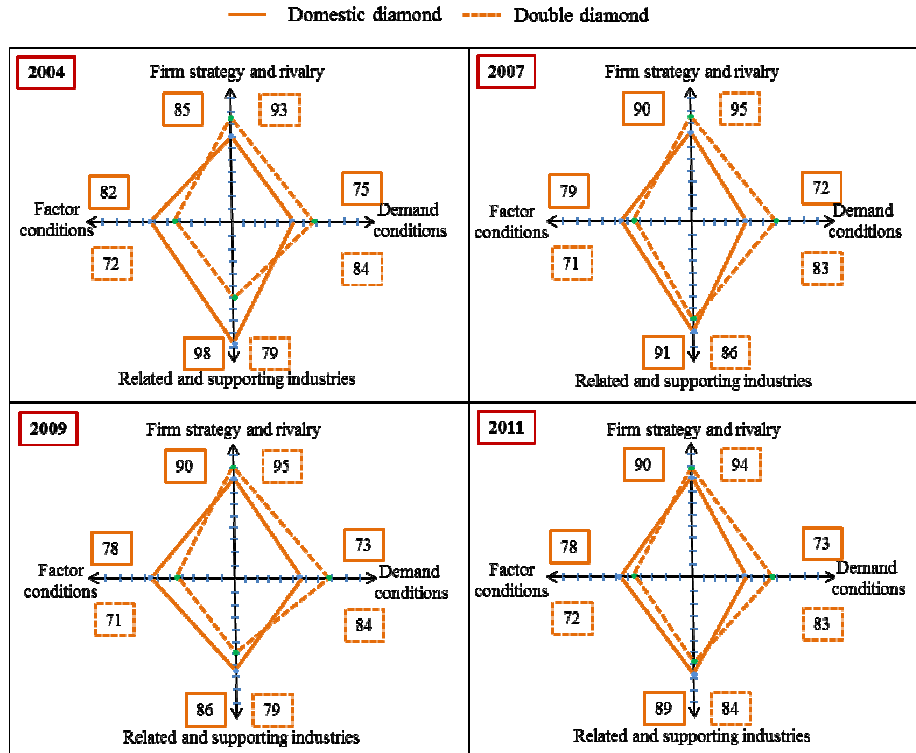 Domestic diamond Double diamond
2004
Firm strategy and rivalry
85 93
82 75
Factor conditions
Demand conditions
72 84
98 79
Related and supporting industries
2007
Firm strategy and rivalry
90 95
79 72
Factor conditions
Demand conditions
71 83
91 86
Related and supporting industries
2009
Firm strategy and rivalry
90 95
78 73
Factor conditions
Demand conditions
71 84
86 79
Related and supporting industries
2011
Firm strategy and rivalry
90 94
78 73
Factor conditions
Demand conditions
72 83
89 84
Related and supporting industries